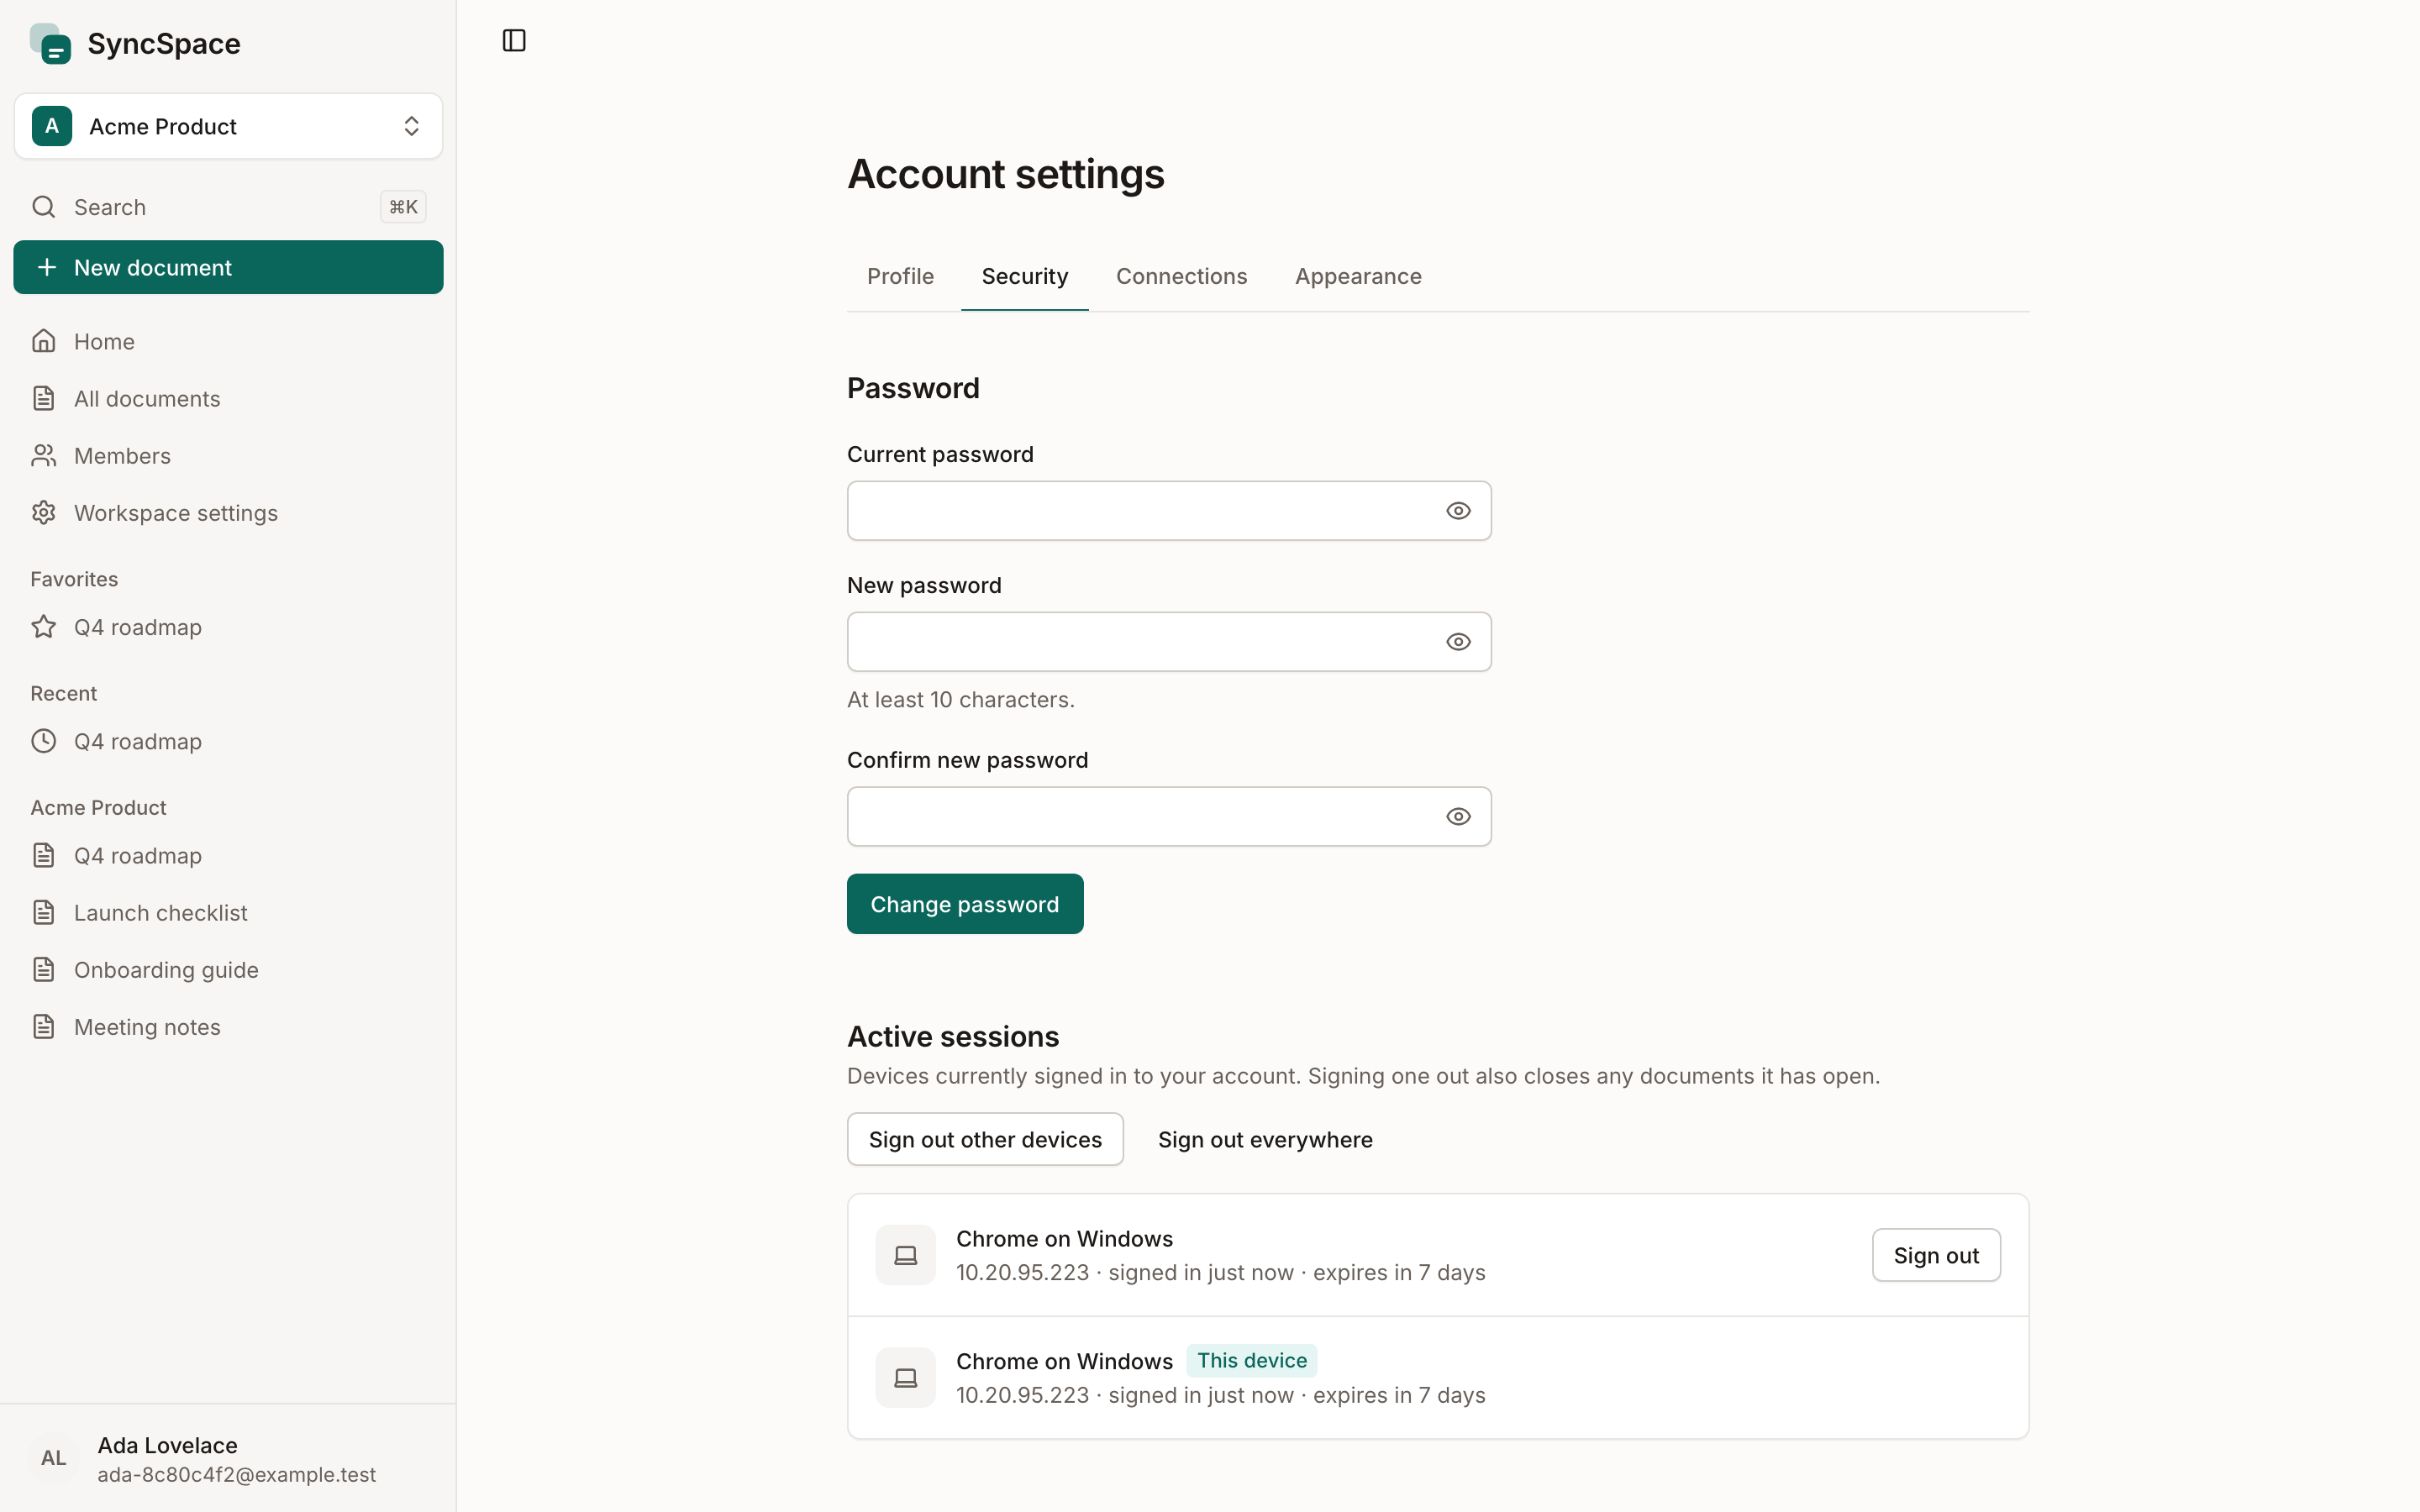 SyncSpace
A
Acme Product
Search
⌘K
New document
Home
All documents
Members
Workspace settings
Favorites
Q4 roadmap
Recent
Q4 roadmap
Acme Product
Q4 roadmap
Launch checklist
Onboarding guide
Meeting notes
AL
Ada Lovelace
ada-8c80c4f2@example.test
Account settings
Profile
Security
Connections
Appearance
Password
Current password
New password
At least 10 characters.
Confirm new password
Change password
Active sessions
Devices currently signed in to your account. Signing one out also closes any documents it has open.
Sign out other devices
Sign out everywhere
Chrome on Windows
10.20.95.223 · signed in just now · expires in 7 days
Sign out
Chrome on Windows
This device
10.20.95.223 · signed in just now · expires in 7 days